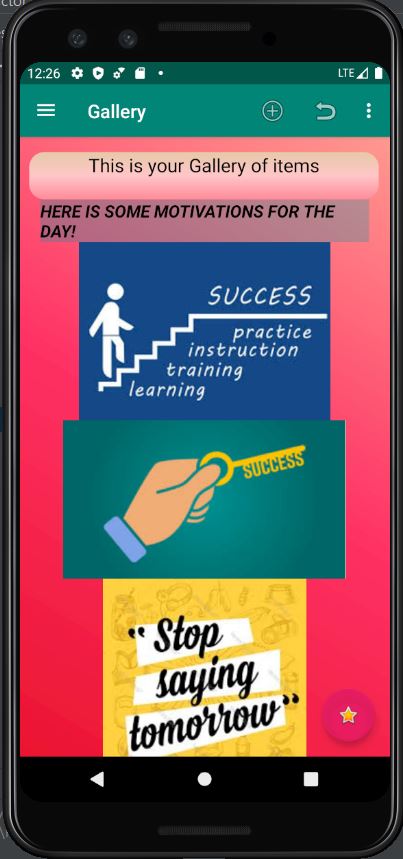 ctor
12:26
LTE
Gallery
This is your Gallery of items
HERE IS SOME MOTIVATIONS FOR THE
DAY!
SUCCESS
practice
instruction
training
learning
SUCCESS
“ Stop
saying
tomorrow”